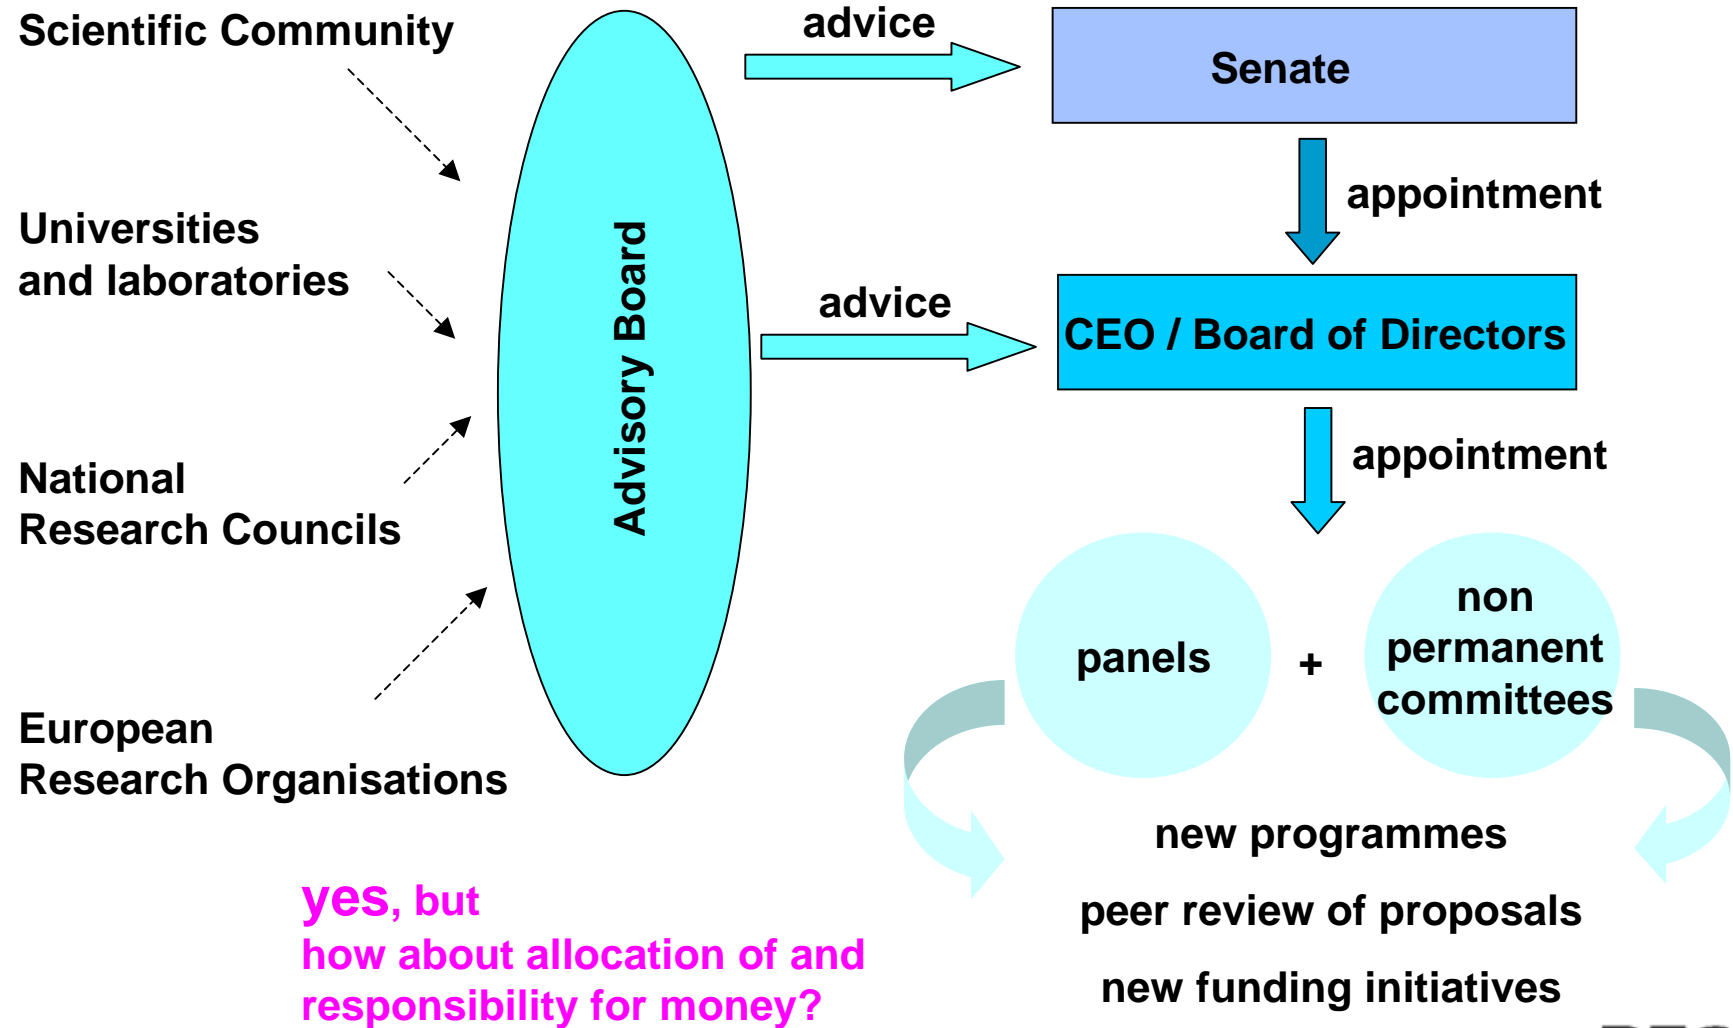 Scientific Community
Universities
and laboratories
National
Research Councils
European
Research Organisations
Advisory Board
advice
advice
Senate
appointment
CEO / Board of Directors
appointment
panels
+
non
permanent
committees
new programmes
peer review of proposals
new funding initiatives
yes, but
how about allocation of and
responsibility for money?